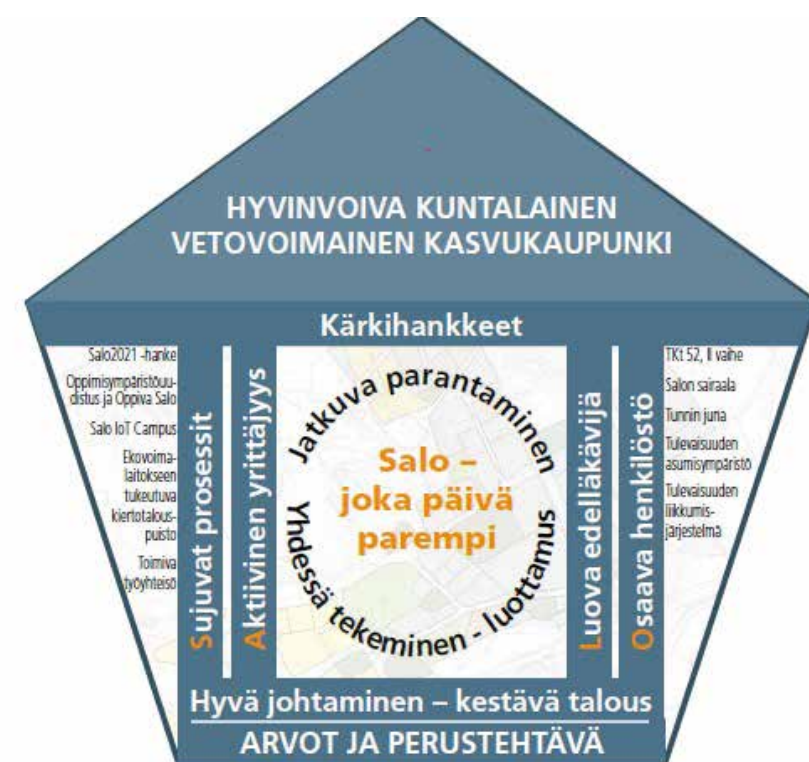 HYVINVOIVA KUNTALAINEN
VETOVOIMAINEN KASVUKAUPUNKI
Kärkihankkeet
Salo2021 -hanke
Oppimisympäristöuu-
distus ja Oppiva Salo
Salo IoT Campus
Ekovoima-
laitokseen
tukeutuva
kiertotalous-
puisto
Toimiva
työyhteisö
Sujuvat prosessit
Aktiivinen yrittäjyys
Jatkuva parantaminen
Salo –
joka päivä
parempi
Yhdessä tekeminen - luottamus
Luova edelläkävijä
Osaava henkilöstö
TKt 52, II vaihe
Salon sairaala
Tunnin juna
Tulevaisuuden
asumisympäristö
Tulevaisuuden
liikkumis-
järjestelmä
Hyvä johtaminen – kestävä talous
ARVOT JA PERUSTEHTÄVÄ